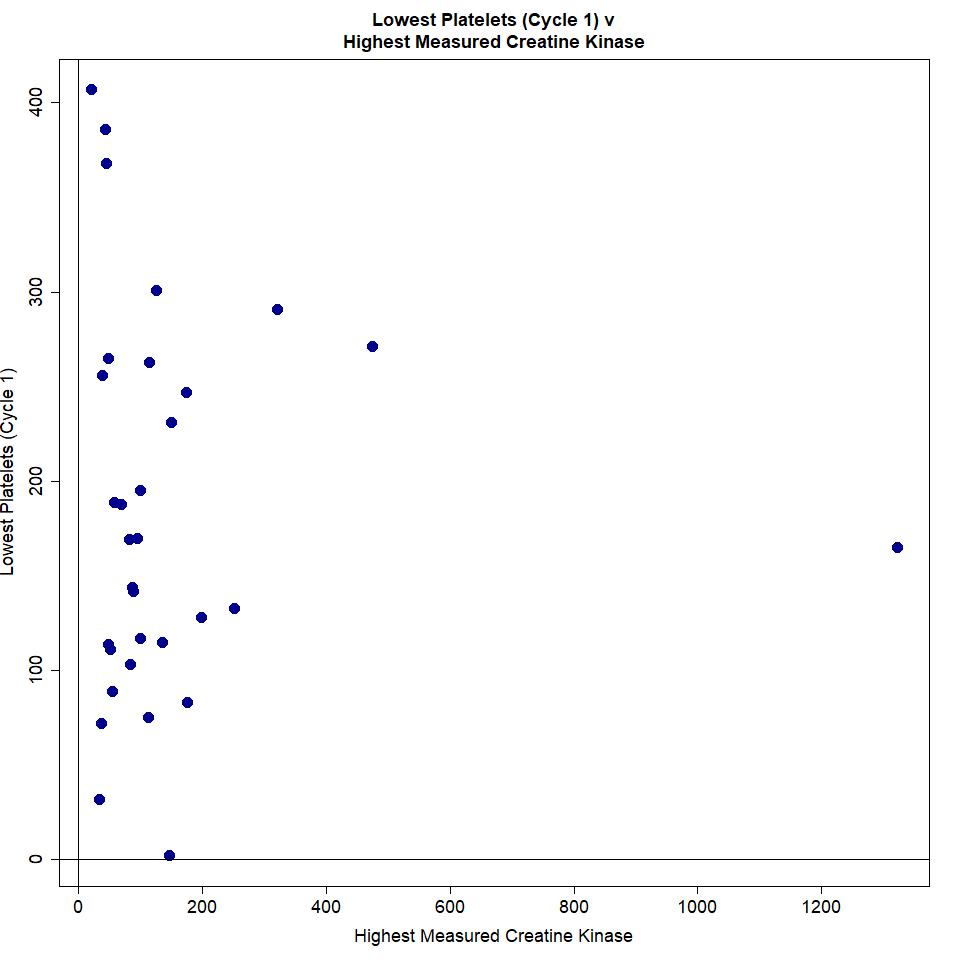 Lowest Platelets (Cycle 1) v
Highest Measured Creatine Kinase
Lowest Platelets (Cycle 1)
400
300
200
100
0
0 200 400 600 800 1000 1200
Highest Measured Creatine Kinase